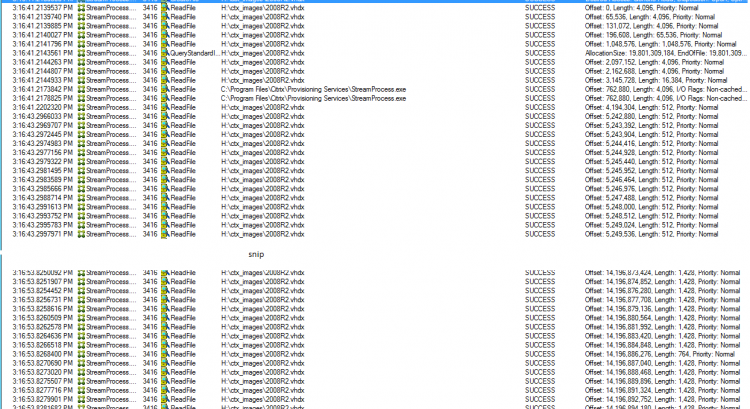 3:16:41.2139537 PM StreamProcess.... 3416 ReadFile H:\ctx_images\2008R2.vhdx SUCCESS Offset: 0, Length: 4,096, Priority: Normal
3:16:41.2139740 PM StreamProcess.... 3416 ReadFile H:\ctx_images\2008R2.vhdx SUCCESS Offset: 65,536, Length: 4,096, Priority: Normal
3:16:41.2139885 PM StreamProcess.... 3416 ReadFile H:\ctx_images\2008R2.vhdx SUCCESS Offset: 131,072, Length: 4,096, Priority: Normal
3:16:41.2140027 PM StreamProcess.... 3416 ReadFile H:\ctx_images\2008R2.vhdx SUCCESS Offset: 196,608, Length: 65,536, Priority: Normal
3:16:41.2141796 PM StreamProcess.... 3416 ReadFile H:\ctx_images\2008R2.vhdx SUCCESS Offset: 1,048,576, Length: 1,048,576, Priority: Normal
3:16:41.2143561 PM StreamProcess.... 3416 QueryStandardI... H:\ctx_images\2008R2.vhdx SUCCESS AllocationSize: 19,801,309,184, EndOfFile: 19,801,309...
3:16:41.2144263 PM StreamProcess.... 3416 ReadFile H:\ctx_images\2008R2.vhdx SUCCESS Offset: 2,097,152, Length: 4,096, Priority: Normal
3:16:41.2144807 PM StreamProcess.... 3416 ReadFile H:\ctx_images\2008R2.vhdx SUCCESS Offset: 2,162,688, Length: 4,096, Priority: Normal
3:16:41.2144933 PM StreamProcess.... 3416 ReadFile H:\ctx_images\2008R2.vhdx SUCCESS Offset: 3,145,728, Length: 16,384, Priority: Normal
3:16:41.2173842 PM StreamProcess.... 3416 ReadFile C:\Program Files\Citrix\Provisioning Services\StreamProcess.exe SUCCESS Offset: 762,880, Length: 4,096, I/O Flags: Non-cached...
3:16:41.2178825 PM StreamProcess.... 3416 ReadFile C:\Program Files\Citrix\Provisioning Services\StreamProcess.exe SUCCESS Offset: 762,880, Length: 4,096, I/O Flags: Non-cached...
3:16:41.2202320 PM StreamProcess.... 3416 ReadFile H:\ctx_images\2008R2.vhdx SUCCESS Offset: 4,194,304, Length: 512, Priority: Normal
3:16:43.2966033 PM StreamProcess.... 3416 ReadFile H:\ctx_images\2008R2.vhdx SUCCESS Offset: 5,242,880, Length: 512, Priority: Normal
3:16:43.2969707 PM StreamProcess.... 3416 ReadFile H:\ctx_images\2008R2.vhdx SUCCESS Offset: 5,243,392, Length: 512, Priority: Normal
3:16:43.2972445 PM StreamProcess.... 3416 ReadFile H:\ctx_images\2008R2.vhdx SUCCESS Offset: 5,243,904, Length: 512, Priority: Normal
3:16:43.2974983 PM StreamProcess.... 3416 ReadFile H:\ctx_images\2008R2.vhdx SUCCESS Offset: 5,244,416, Length: 512, Priority: Normal
3:16:43.2977156 PM StreamProcess.... 3416 ReadFile H:\ctx_images\2008R2.vhdx SUCCESS Offset: 5,244,928, Length: 512, Priority: Normal
3:16:43.2979322 PM StreamProcess.... 3416 ReadFile H:\ctx_images\2008R2.vhdx SUCCESS Offset: 5,245,440, Length: 512, Priority: Normal
3:16:43.2981495 PM StreamProcess.... 3416 ReadFile H:\ctx_images\2008R2.vhdx SUCCESS Offset: 5,245,952, Length: 512, Priority: Normal
3:16:43.2983589 PM StreamProcess.... 3416 ReadFile H:\ctx_images\2008R2.vhdx SUCCESS Offset: 5,246,464, Length: 512, Priority: Normal
3:16:43.2985666 PM StreamProcess.... 3416 ReadFile H:\ctx_images\2008R2.vhdx SUCCESS Offset: 5,246,976, Length: 512, Priority: Normal
3:16:43.2988714 PM StreamProcess.... 3416 ReadFile H:\ctx_images\2008R2.vhdx SUCCESS Offset: 5,247,488, Length: 512, Priority: Normal
3:16:43.2991613 PM StreamProcess.... 3416 ReadFile H:\ctx_images\2008R2.vhdx SUCCESS Offset: 5,248,000, Length: 512, Priority: Normal
3:16:43.2993752 PM StreamProcess.... 3416 ReadFile H:\ctx_images\2008R2.vhdx SUCCESS Offset: 5,248,512, Length: 512, Priority: Normal
3:16:43.2995783 PM StreamProcess.... 3416 ReadFile H:\ctx_images\2008R2.vhdx SUCCESS Offset: 5,249,024, Length: 512, Priority: Normal
3:16:43.2997971 PM StreamProcess.... 3416 ReadFile H:\ctx_images\2008R2.vhdx SUCCESS Offset: 5,249,536, Length: 512, Priority: Normal
snip
3:16:53.8250092 PM StreamProcess.... 3416 ReadFile H:\ctx_images\2008R2.vhdx SUCCESS Offset: 14,196,873,424, Length: 1,428, Priority: Normal
3:16:53.8251907 PM StreamProcess.... 3416 ReadFile H:\ctx_images\2008R2.vhdx SUCCESS Offset: 14,196,874,852, Length: 1,428, Priority: Normal
3:16:53.8254452 PM StreamProcess.... 3416 ReadFile H:\ctx_images\2008R2.vhdx SUCCESS Offset: 14,196,876,280, Length: 1,428, Priority: Normal
3:16:53.8256731 PM StreamProcess.... 3416 ReadFile H:\ctx_images\2008R2.vhdx SUCCESS Offset: 14,196,877,708, Length: 1,428, Priority: Normal
3:16:53.8258616 PM StreamProcess.... 3416 ReadFile H:\ctx_images\2008R2.vhdx SUCCESS Offset: 14,196,879,136, Length: 1,428, Priority: Normal
3:16:53.8260509 PM StreamProcess.... 3416 ReadFile H:\ctx_images\2008R2.vhdx SUCCESS Offset: 14,196,880,564, Length: 1,428, Priority: Normal
3:16:53.8262578 PM StreamProcess.... 3416 ReadFile H:\ctx_images\2008R2.vhdx SUCCESS Offset: 14,196,881,992, Length: 1,428, Priority: Normal
3:16:53.8264636 PM StreamProcess.... 3416 ReadFile H:\ctx_images\2008R2.vhdx SUCCESS Offset: 14,196,883,420, Length: 1,428, Priority: Normal
3:16:53.8266518 PM StreamProcess.... 3416 ReadFile H:\ctx_images\2008R2.vhdx SUCCESS Offset: 14,196,884,848, Length: 1,428, Priority: Normal
3:16:53.8268400 PM StreamProcess.... 3416 ReadFile H:\ctx_images\2008R2.vhdx SUCCESS Offset: 14,196,886,276, Length: 764, Priority: Normal
3:16:53.8270690 PM StreamProcess.... 3416 ReadFile H:\ctx_images\2008R2.vhdx SUCCESS Offset: 14,196,887,040, Length: 1,428, Priority: Normal
3:16:53.8273020 PM StreamProcess.... 3416 ReadFile H:\ctx_images\2008R2.vhdx SUCCESS Offset: 14,196,888,468, Length: 1,428, Priority: Normal
3:16:53.8275507 PM StreamProcess.... 3416 ReadFile H:\ctx_images\2008R2.vhdx SUCCESS Offset: 14,196,889,896, Length: 1,428, Priority: Normal
3:16:53.8277716 PM StreamProcess.... 3416 ReadFile H:\ctx_images\2008R2.vhdx SUCCESS Offset: 14,196,891,324, Length: 1,428, Priority: Normal
3:16:53.8279901 PM StreamProcess.... 3416 ReadFile H:\ctx_images\2008R2.vhdx SUCCESS Offset: 14,196,892,752, Length: 1,428, Priority: Normal
3:16:53.8281682 PM StreamProcess.... 3416 ReadFile H:\ctx_images\2008R2.vhdx SUCCESS Offset: 14,196,894,180, Length: 1,428, Priority: Normal